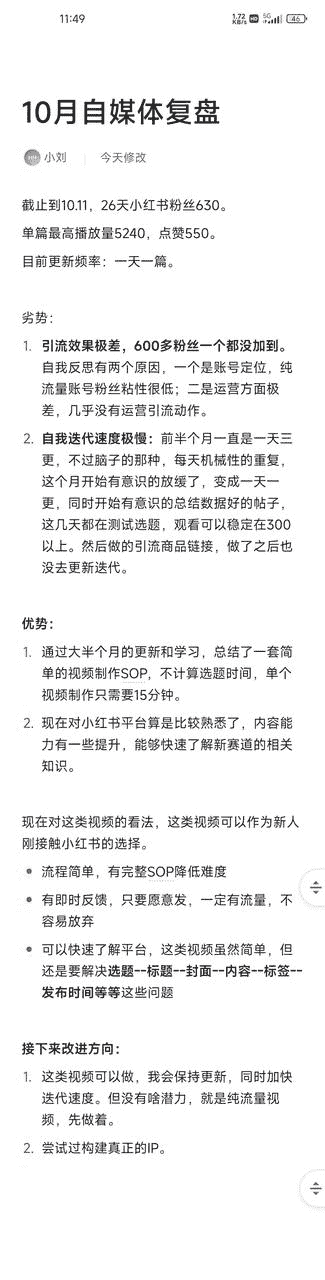 11:49
1.72 KB/s HD 5G 46
10月自媒体复盘
小刘 今天修改
截止到10.11，26天小红书粉丝630。
单篇最高播放量5240，点赞550。
目前更新频率：一天一篇。
劣势：
1. 引流效果极差，600多粉丝一个都没加到。
自我反思有两个原因，一个是账号定位，纯
流量账号粉丝粘性很低；二是运营方面极
差，几乎没有运营引流动作。
2. 自我迭代速度极慢：前半个月一直是一天三
更，不过脑子的那种，每天机械性的重复，
这个月开始有意识的放缓了，变成一天一
更，同时开始有意识的总结数据好的帖子，
这几天都在测试选题，观看可以稳定在300
以上。然后做的引流商品链接，做了之后也
没去更新迭代。
优势：
1. 通过大半个月的更新和学习，总结了一套简
单的视频制作SOP，不计算选题时间，单个
视频制作只需要15分钟。
2. 现在对小红书平台算是比较熟悉了，内容能
力有一些提升，能够快速了解新赛道的相关
知识。
现在对这类视频的看法，这类视频可以作为新人
刚接触小红书的选择。
• 流程简单，有完整SOP降低难度
• 有即时反馈，只要愿意发，一定有流量，不
容易放弃
• 可以快速了解平台，这类视频虽然简单，但
还是要解决选题--标题--封面--内容--标签--
发布时间等等这些问题
接下来改进方向：
1. 这类视频可以做，我会保持更新，同时加快
迭代速度。但没有啥潜力，就是纯流量视
频，先做着。
2. 尝试过构建真正的IP。